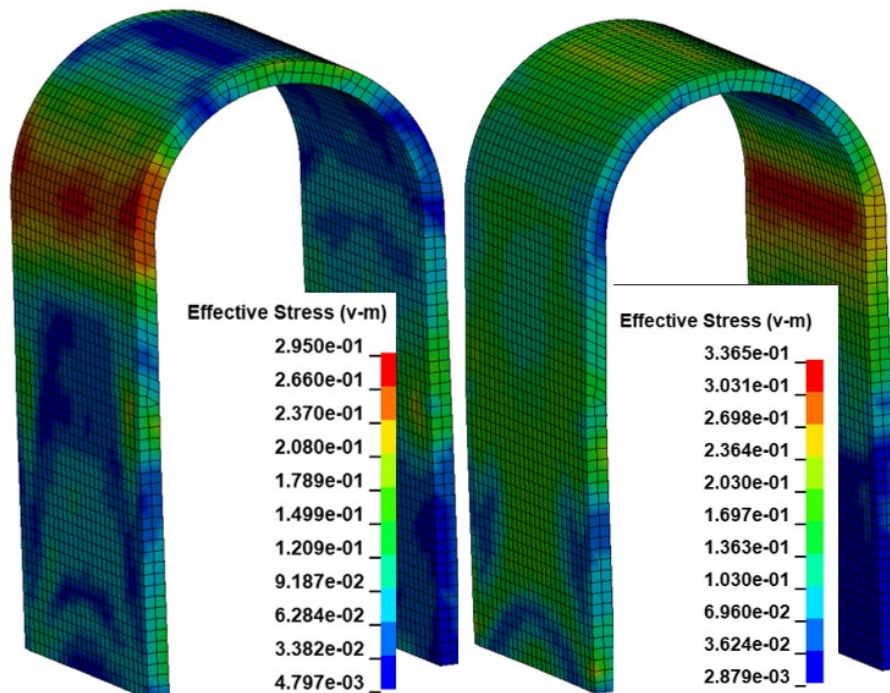 Effective Stress (v-m)
2.950e-01
2.660e-01
2.370e-01
2.080e-01
1.789e-01
1.499e-01
1.209e-01
9.187e-02
6.284e-02
3.382e-02
4.797e-03
Effective Stress (v-m)
3.365e-01
3.031e-01
2.698e-01
2.364e-01
2.030e-01
1.697e-01
1.363e-01
1.030e-01
6.960e-02
3.624e-02
2.879e-03